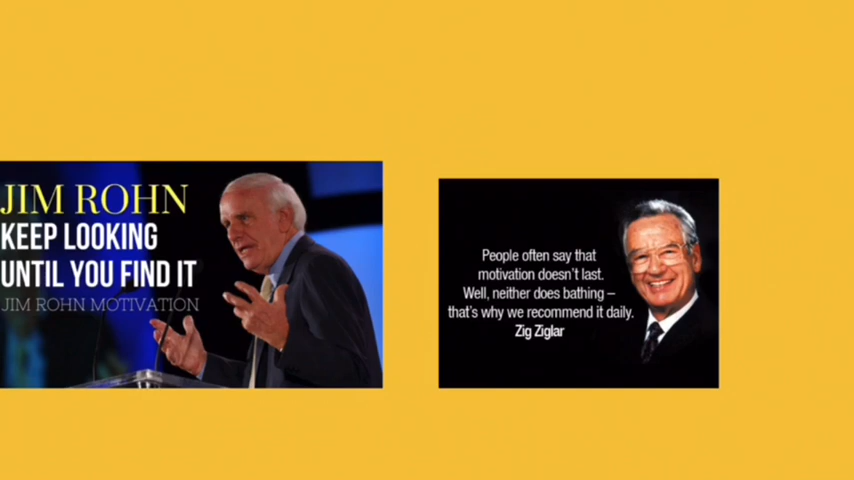 JIM ROHN
KEEP LOOKING
UNTIL YOU FIND IT
JIM ROHN MOTIVATION
People often say that
motivation doesn't last.
Well, neither does bathing –
that's why we recommend it daily.
Zig Ziglar